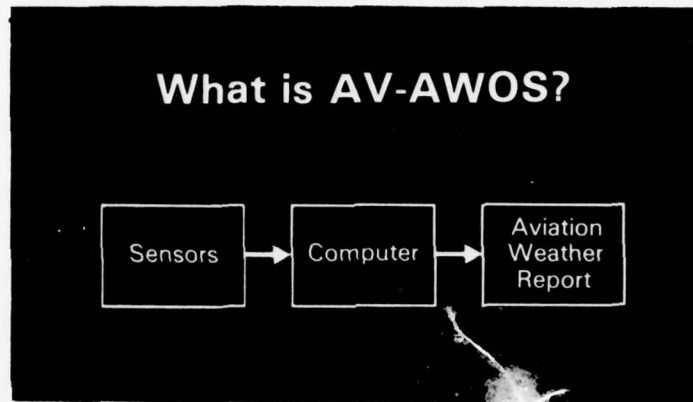 What is AV-AWOS?
Sensors
Computer
Aviation
Weather
Report